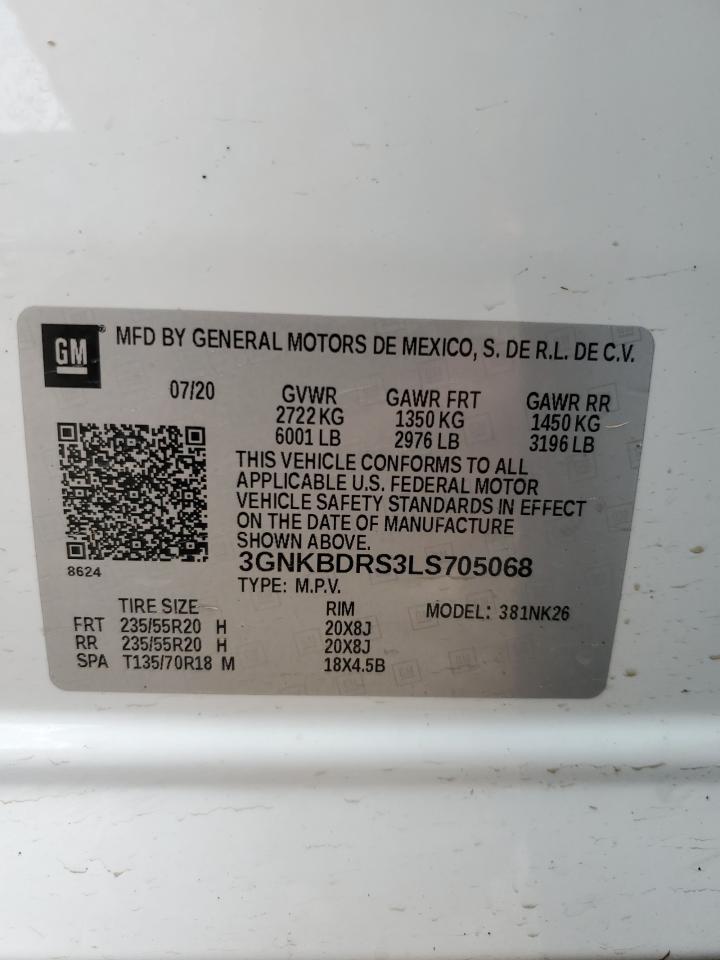 GM® MFD BY GENERAL MOTORS DE MEXICO, S. DE R.L. DE C.V.
07/20 GVWR GAWR FRT GAWR RR
2722 KG 1350 KG 1450 KG
6001 LB 2976 LB 3196 LB
THIS VEHICLE CONFORMS TO ALL
APPLICABLE U.S. FEDERAL MOTOR
VEHICLE SAFETY STANDARDS IN EFFECT
ON THE DATE OF MANUFACTURE
SHOWN ABOVE.
3GNKBDRS3LS705068
8624
TYPE: M.P.V.
TIRE SIZE RIM MODEL: 381NK26
FRT 235/55R20 H 20X8J
RR 235/55R20 H 20X8J
SPA T135/70R18 M 18X4.5B